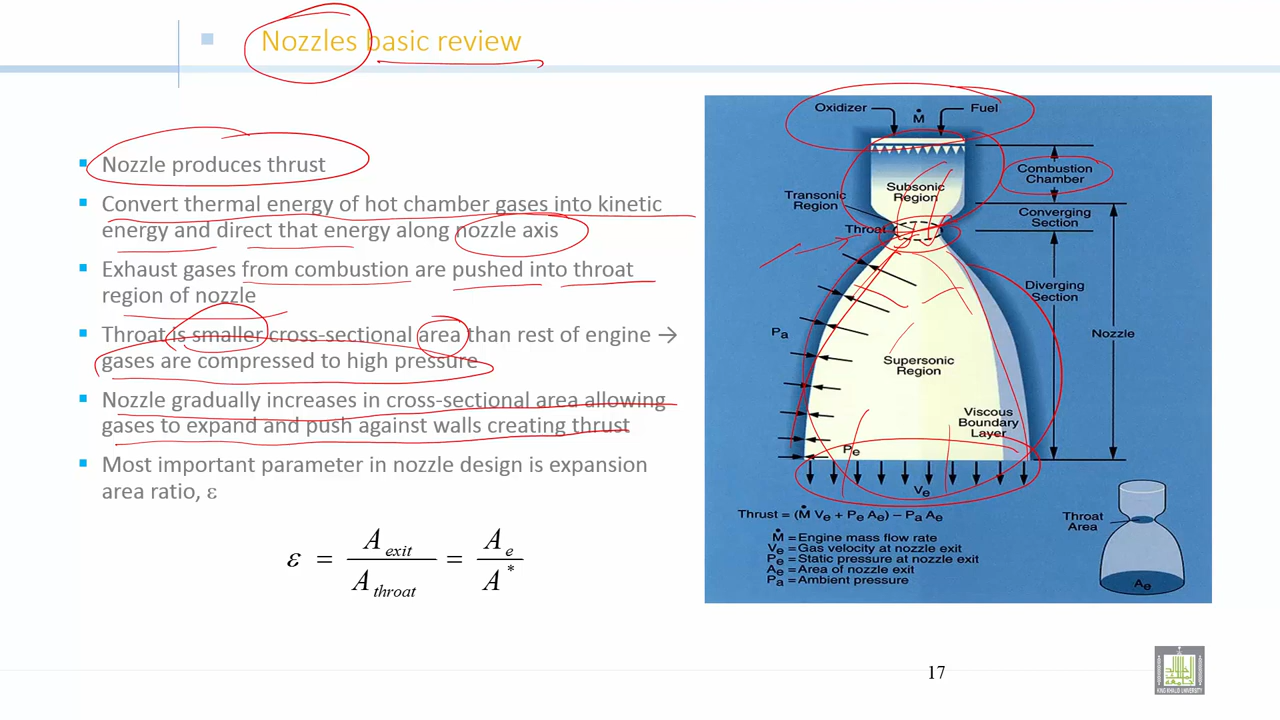 Nozzles basic review
Nozzle produces thrust
Convert thermal energy of hot chamber gases into kinetic
energy and direct that energy along nozzle axis
Exhaust gases from combustion are pushed into throat
region of nozzle
Throat is smaller cross-sectional area than rest of engine →
gases are compressed to high pressure
Nozzle gradually increases in cross-sectional area allowing
gases to expand and push against walls creating thrust
Most important parameter in nozzle design is expansion
area ratio, ε
ε = A_exit / A_throat = A_e / A*
Oxidizer
Ṁ
Fuel
Combustion
Chamber
Subsonic
Region
Transonic
Region
Converging
Section
Throat
Diverging
Section
Pa
Nozzle
Supersonic
Region
Viscous
Boundary
Layer
Pe
Ve
Thrust = (Ṁ Ve + Pe Ae) – Pa Ae
Ṁ = Engine mass flow rate
Ve = Gas velocity at nozzle exit
Pe = Static pressure at nozzle exit
Ae = Area of nozzle exit
Pa = Ambient pressure
Throat
Area
Ae
17
KING KHALID UNIVERSITY